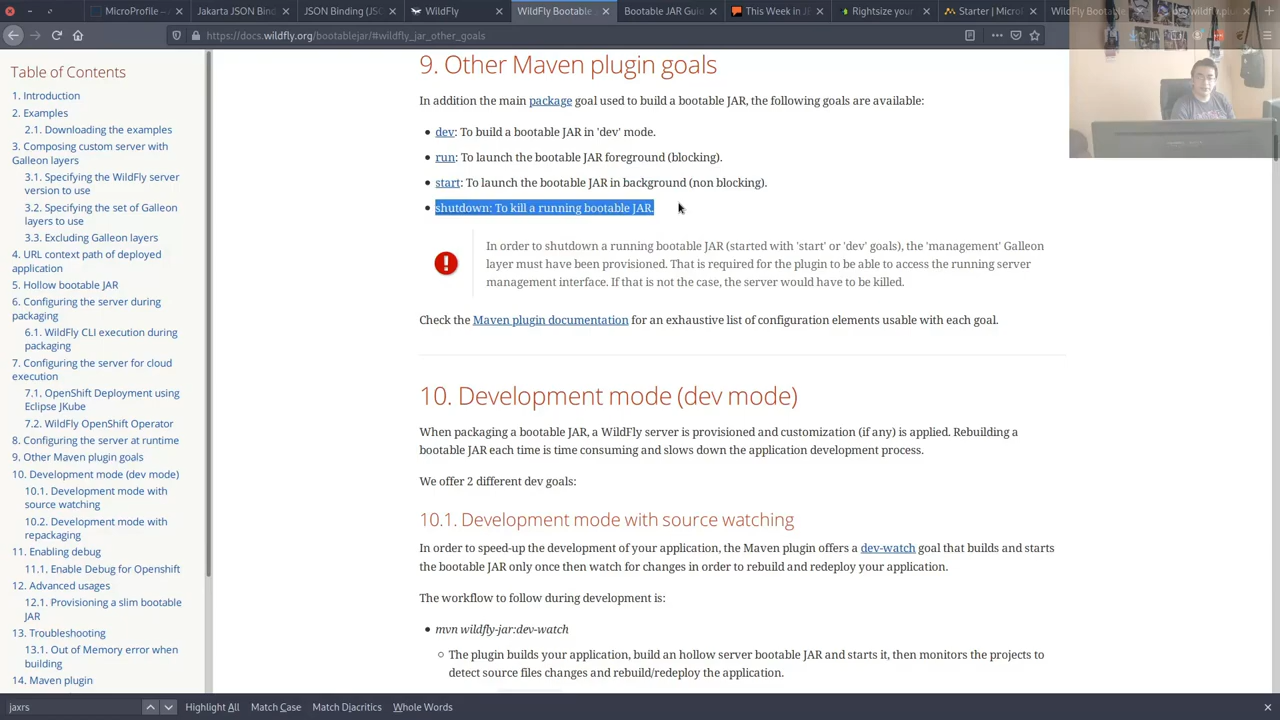 MicroProfile –
Jakarta JSON Bind
JSON Binding (JSO
WildFly
WildFly Bootable
Bootable JAR Guid
This Week in J
Rightsize your
Starter | MicroP
WildFly Bootable
https://docs.wildfly.org/bootablejar/#wildfly_jar_other_goals
Table of Contents
1. Introduction
2. Examples
2.1. Downloading the examples
3. Composing custom server with
Galleon layers
3.1. Specifying the WildFly server
version to use
3.2. Specifying the set of Galleon
layers to use
3.3. Excluding Galleon layers
4. URL context path of deployed
application
5. Hollow bootable JAR
6. Configuring the server during
packaging
6.1. WildFly CLI execution during
packaging
7. Configuring the server for cloud
execution
7.1. OpenShift Deployment using
Eclipse JKube
7.2. WildFly OpenShift Operator
8. Configuring the server at runtime
9. Other Maven plugin goals
10. Development mode (dev mode)
10.1. Development mode with
source watching
10.2. Development mode with
repackaging
11. Enabling debug
11.1. Enable Debug for Openshift
12. Advanced usages
12.1. Provisioning a slim bootable
JAR
13. Troubleshooting
13.1. Out of Memory error when
building
14. Maven plugin
9. Other Maven plugin goals
In addition the main package goal used to build a bootable JAR, the following goals are available:
• dev: To build a bootable JAR in 'dev' mode.
• run: To launch the bootable JAR foreground (blocking).
• start: To launch the bootable JAR in background (non blocking).
• shutdown: To kill a running bootable JAR.
In order to shutdown a running bootable JAR (started with 'start' or 'dev' goals), the 'management' Galleon
layer must have been provisioned. That is required for the plugin to be able to access the running server
management interface. If that is not the case, the server would have to be killed.
Check the Maven plugin documentation for an exhaustive list of configuration elements usable with each goal.
10. Development mode (dev mode)
When packaging a bootable JAR, a WildFly server is provisioned and customization (if any) is applied. Rebuilding a
bootable JAR each time is time consuming and slows down the application development process.
We offer 2 different dev goals:
10.1. Development mode with source watching
In order to speed-up the development of your application, the Maven plugin offers a dev-watch goal that builds and starts
the bootable JAR only once then watch for changes in order to rebuild and redeploy your application.
The workflow to follow during development is:
• mvn wildfly-jar:dev-watch
The plugin builds your application, build an hollow server bootable JAR and starts it, then monitors the projects to
detect source files changes and rebuild/redeploy the application.
jaxrs
Highlight All
Match Case
Match Diacritics
Whole Words